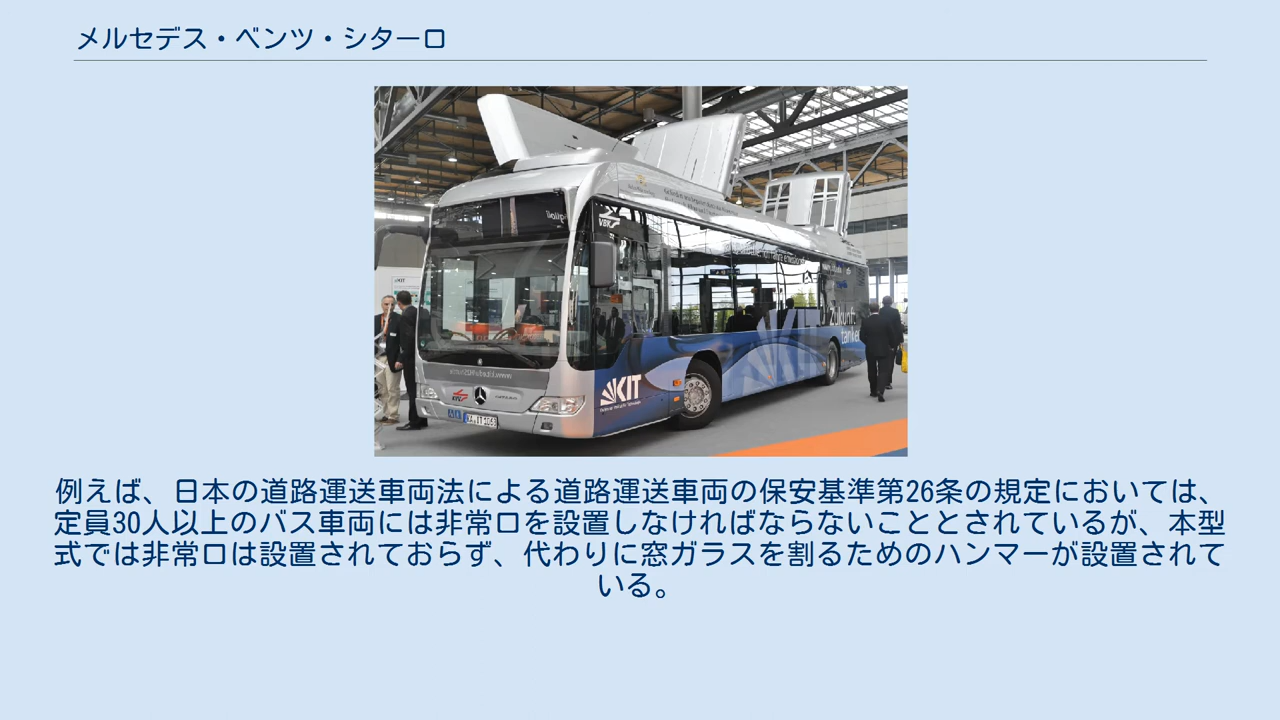 メルセデス・ベンツ・シターロ
VBK
KIT
Zukunft
tanken
KIT
例えば、日本の道路運送車両法による道路運送車両の保安基準第26条の規定においては、
定員30人以上のバス車両には非常口を設置しなければならないこととされているが、本型
式では非常口は設置されておらず、代わりに窓ガラスを割るためのハンマーが設置されて
いる。